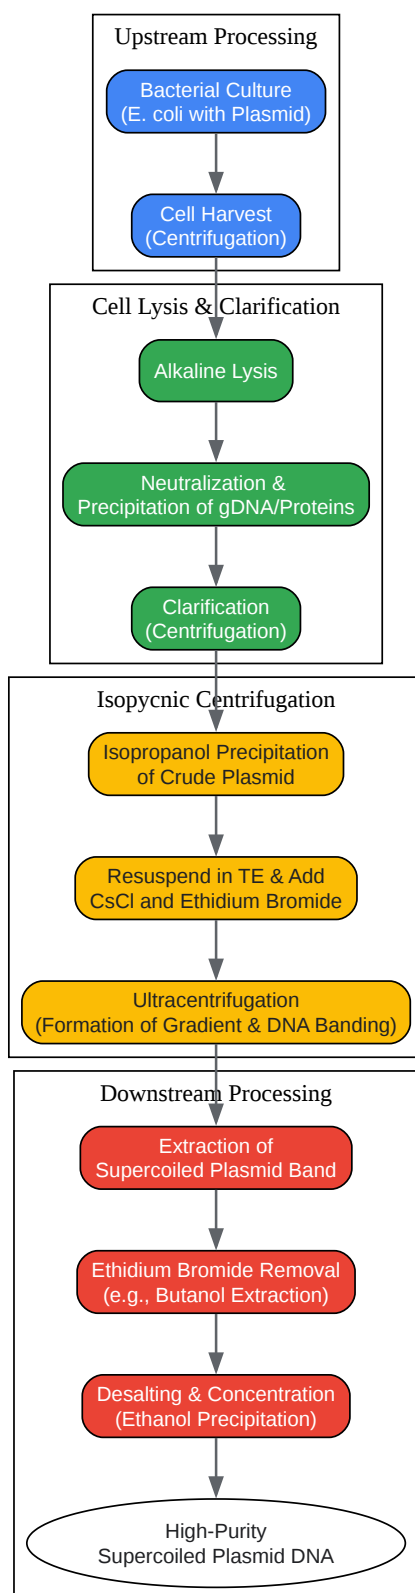 Upstream Processing
Bacterial Culture
(E. coli with Plasmid)
Cell Harvest
(Centrifugation)
Cell Lysis & Clarification
Alkaline Lysis
Neutralization &
Precipitation of gDNA/Proteins
Clarification
(Centrifugation)
Isopycnic Centrifugation
Isopropanol Precipitation
of Crude Plasmid
Resuspend in TE & Add
CsCl and Ethidium Bromide
Ultracentrifugation
(Formation of Gradient & DNA Banding)
Downstream Processing
Extraction of
Supercoiled Plasmid Band
Ethidium Bromide Removal
(e.g., Butanol Extraction)
Desalting & Concentration
(Ethanol Precipitation)
High-Purity
Supercoiled Plasmid DNA